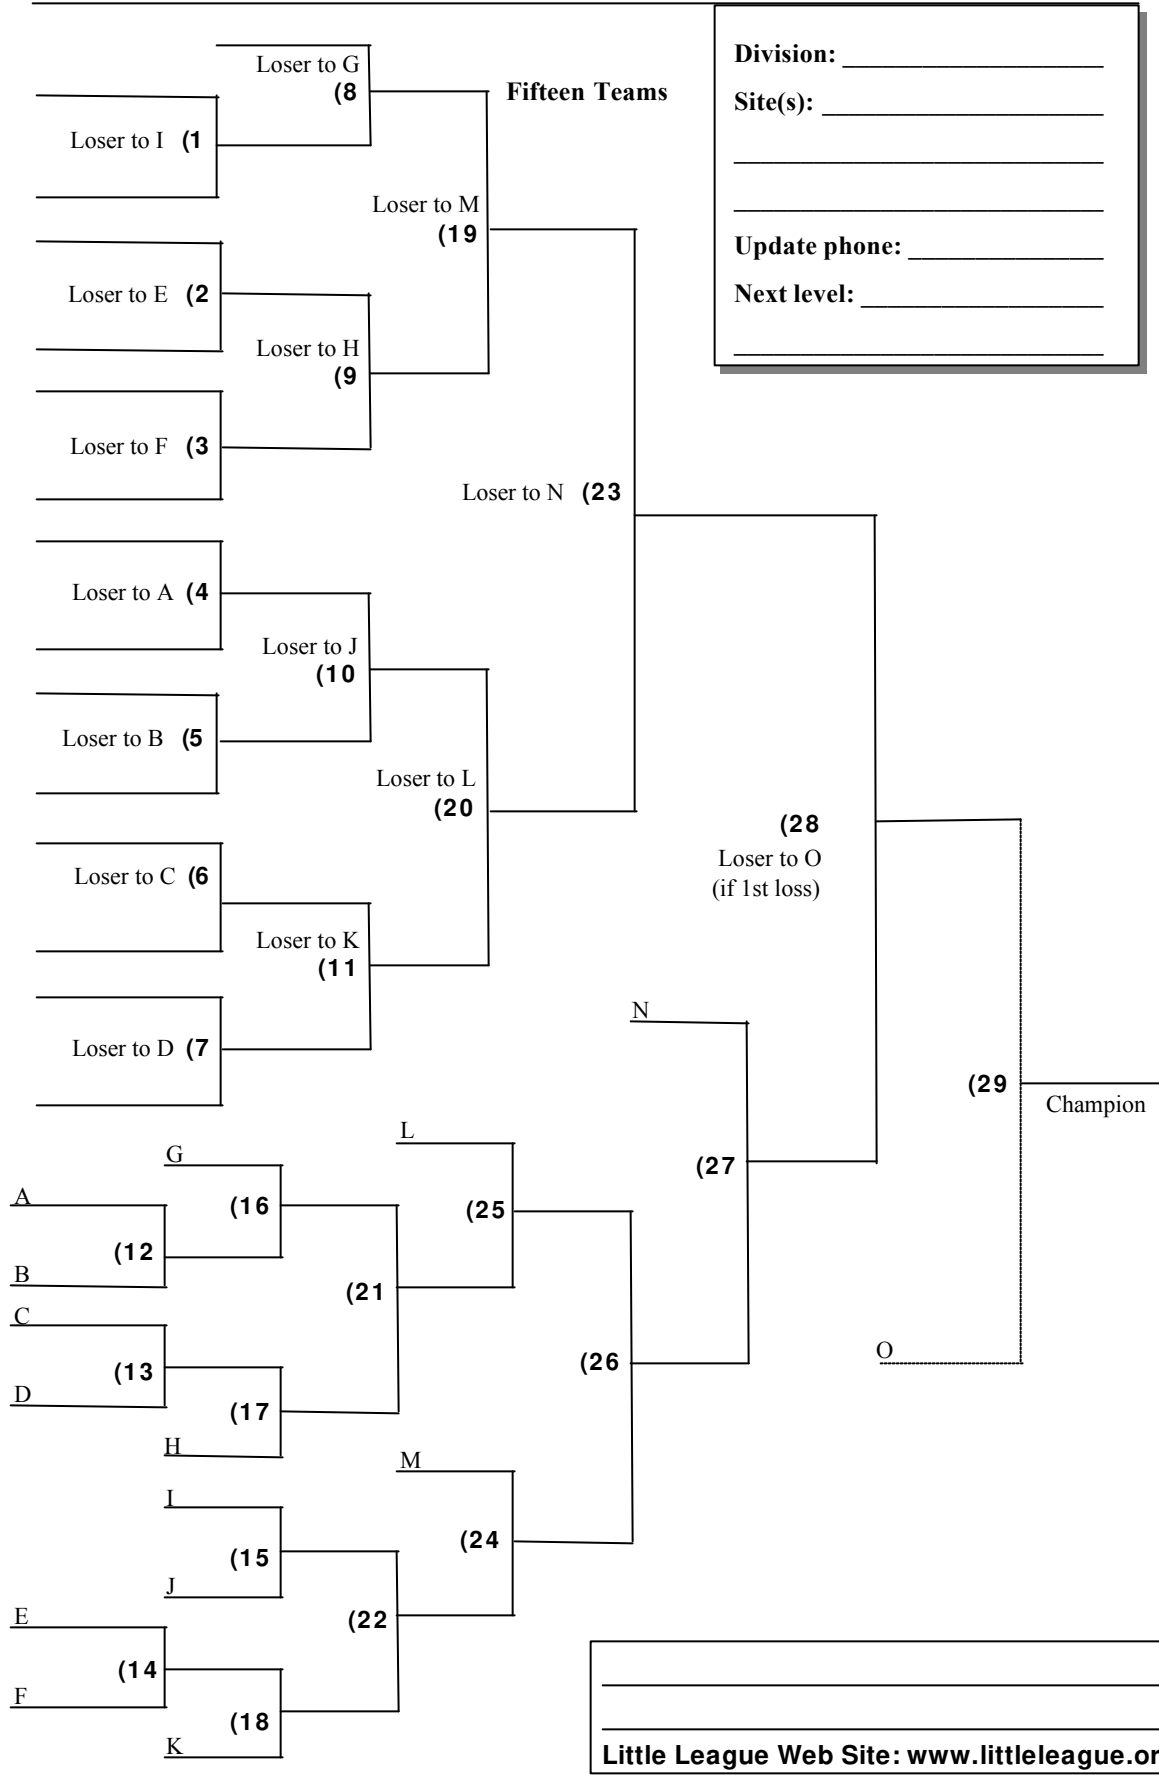 Loser to G
(8
Fifteen Teams
Division: ____________________
Site(s): ____________________
Loser to I (1
Loser to M
(19
Update phone: ______________
Next level: __________________
Loser to E (2
Loser to H
(9
Loser to F (3
Loser to N (23
Loser to A (4
Loser to J
(10
Loser to B (5
Loser to L
(20
(28
Loser to O
(if 1st loss)
Loser to C (6
Loser to K
(11
Loser to D (7
N
(29
Champion
L
G
(27
A
(16
(25
(12
B
(21
C
(26
O
(13
D
(17
H
M
I
(24
(15
J
E
(22
(14
F
(18
K
Little League Web Site: www.littleleague.or